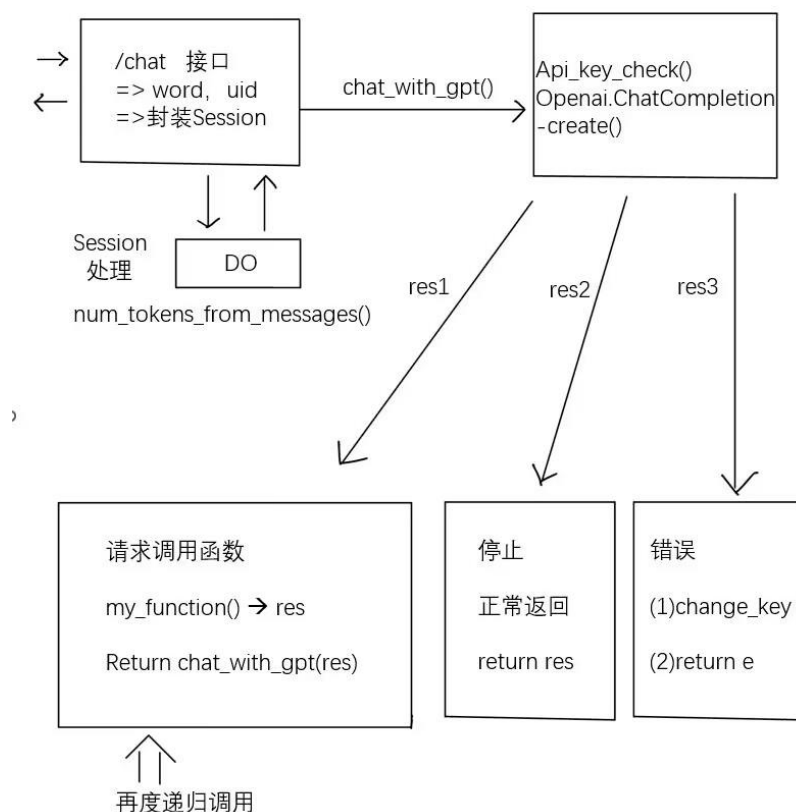 /chat 接口
=> word, uid
=>封装Session
chat_with_gpt()
Api_key_check()
Openai.ChatCompletion
-create()
Session
处理
DO
num_tokens_from_messages()
res1
res2
res3
请求调用函数
my_function() → res
Return chat_with_gpt(res)
停止
正常返回
return res
错误
(1)change_key
(2)return e
再度递归调用